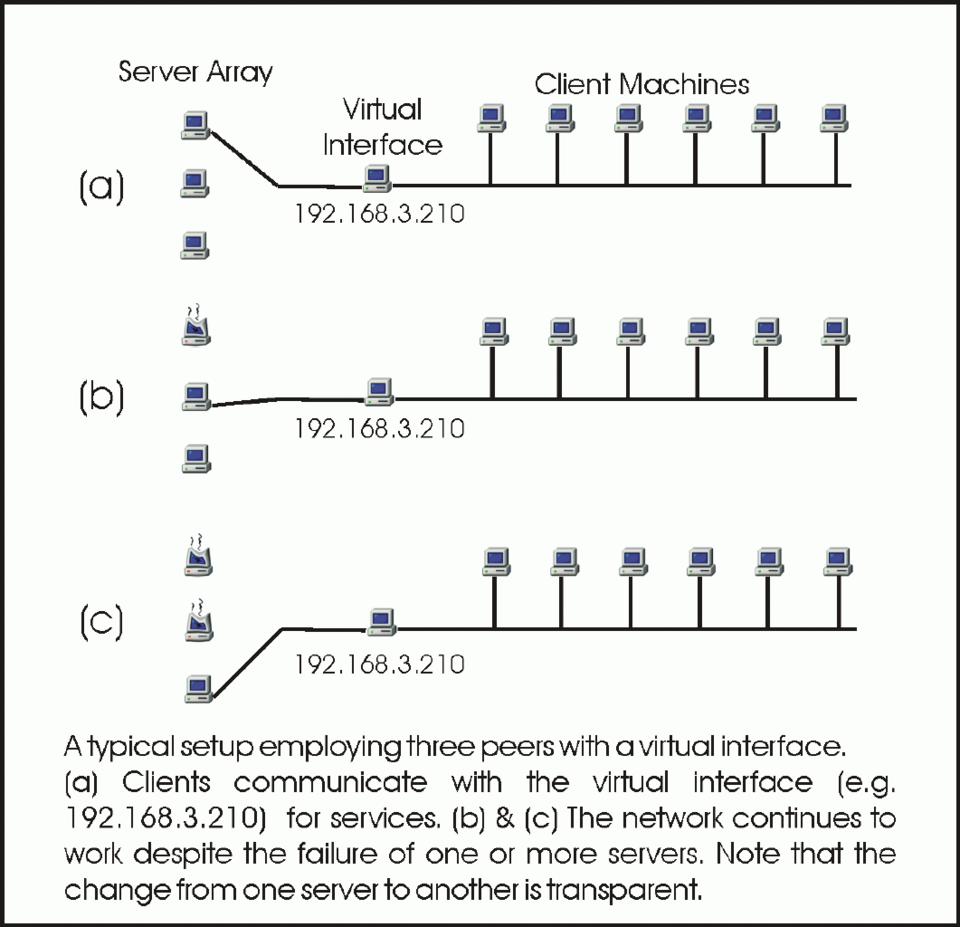 Server Array
Client Machines
Virtual
Interface
(a)
192.168.3.210
(b)
192.168.3.210
(c)
192.168.3.210
A typical setup employing three peers with a virtual interface.
(a) Clients communicate with the virtual interface (e.g.
192.168.3.210) for services. (b) & (c) The network continues to
work despite the failure of one or more servers. Note that the
change from one server to another is transparent.